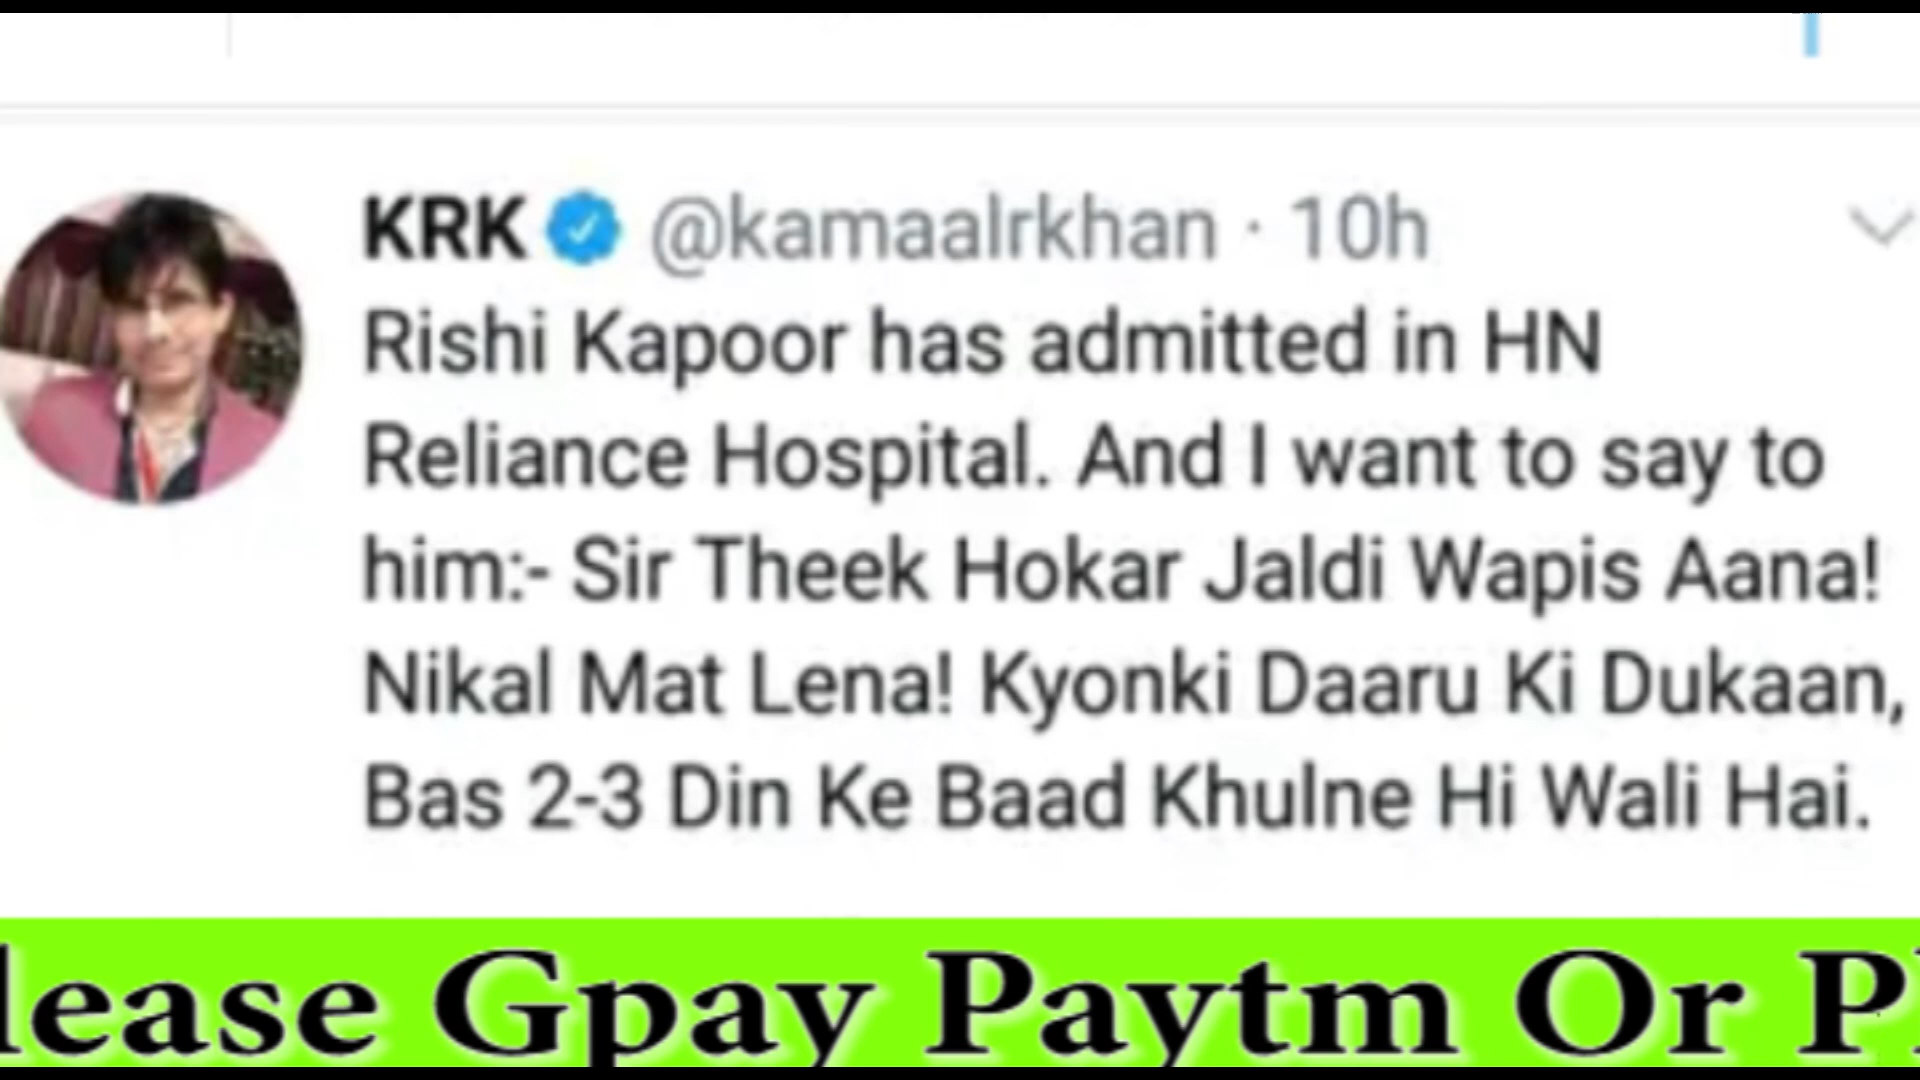 KRK @kamaalrkhan · 10h
Rishi Kapoor has admitted in HN
Reliance Hospital. And I want to say to
him:- Sir Theek Hokar Jaldi Wapis Aana!
Nikal Mat Lena! Kyonki Daaru Ki Dukaan,
Bas 2-3 Din Ke Baad Khulne Hi Wali Hai.
lease Gpay Paytm Or P